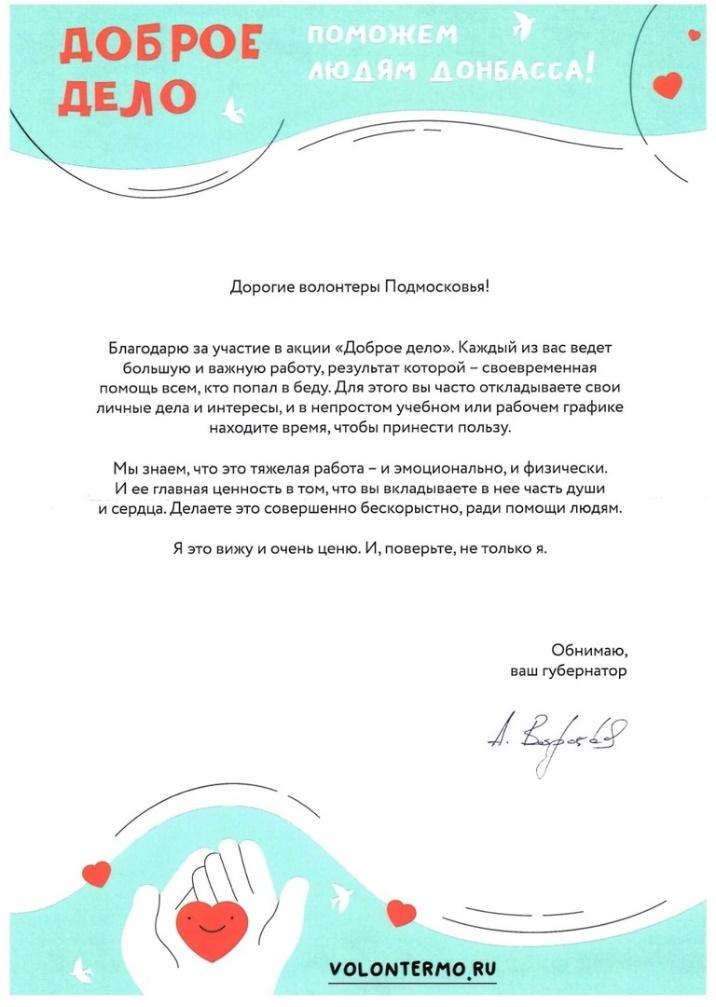 ДОБРОЕ
ДЕЛО
ПОМОЖЕМ
ЛЮДЯМ ДОНБАССА!
Дорогие волонтеры Подмосковья!
Благодарю за участие в акции «Доброе дело». Каждый из вас ведет
большую и важную работу, результат которой – своевременная
помощь всем, кто попал в беду. Для этого вы часто откладываете свои
личные дела и интересы, и в непростом учебном или рабочем графике
находите время, чтобы принести пользу.
Мы знаем, что это тяжелая работа – и эмоционально, и физически.
И ее главная ценность в том, что вы вкладываете в нее часть души
и сердца. Делаете это совершенно бескорыстно, ради помощи людям.
Я это вижу и очень ценю. И, поверьте, не только я.
Обнимаю,
ваш губернатор
VOLONTERMO.RU